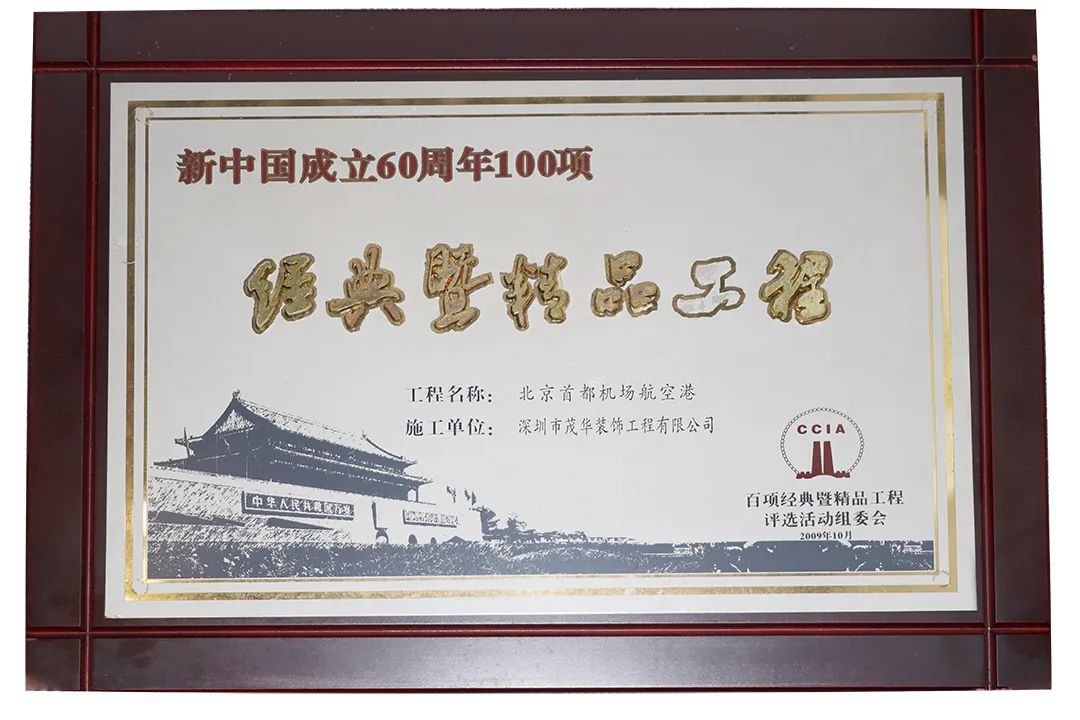 新中国成立60周年100项
经典暨精品工程
工程名称： 北京首都机场航空港
施工单位： 深圳市茂华装饰工程有限公司
CCIA
百项经典暨精品工程
评选活动组委会
2009年10月
中华人民共和国万岁